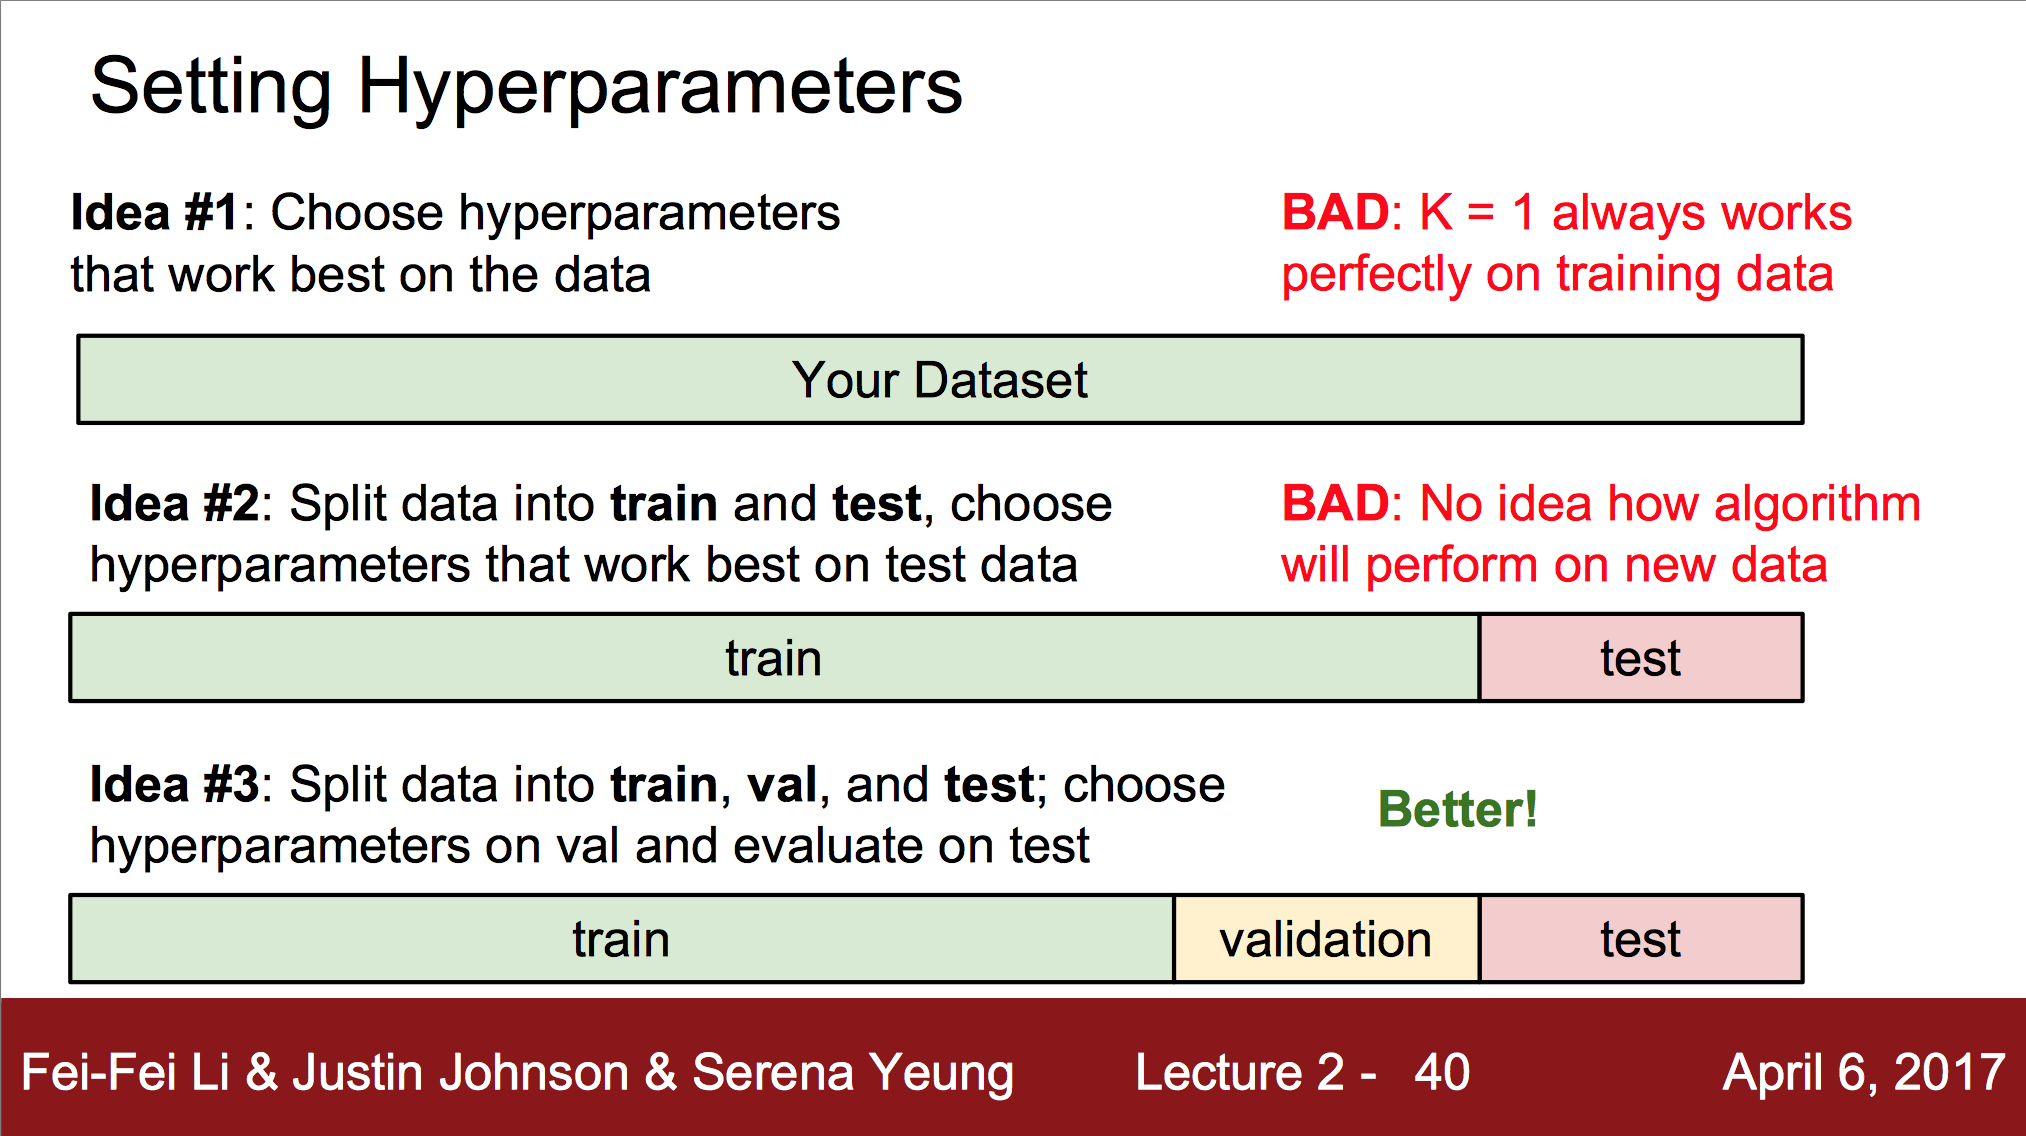 Setting Hyperparameters
Idea #1: Choose hyperparameters
that work best on the data
BAD: K = 1 always works
perfectly on training data
Your Dataset
Idea #2: Split data into train and test, choose
hyperparameters that work best on test data
BAD: No idea how algorithm
will perform on new data
train
test
Idea #3: Split data into train, val, and test; choose
hyperparameters on val and evaluate on test
Better!
train
validation
test
Fei-Fei Li & Justin Johnson & Serena Yeung
Lecture 2 - 40
April 6, 2017